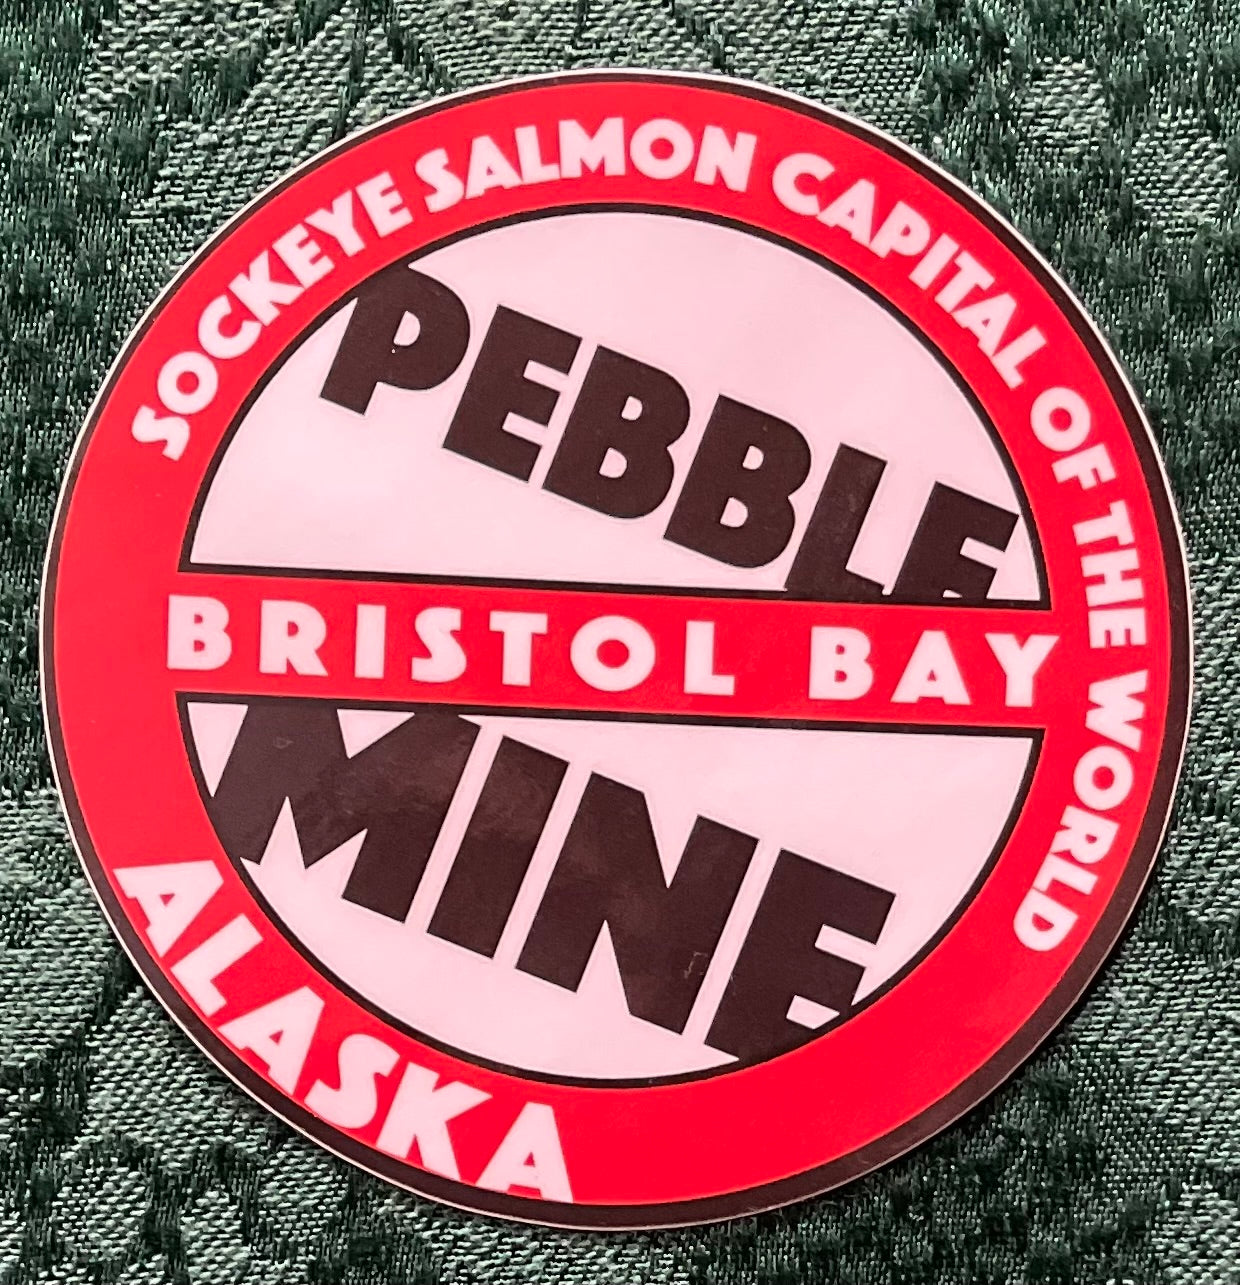 SOCKEYE SALMON CAPITAL OF THE WORLD
PEBBLE
BRISTOL BAY
MINE
ALASKA